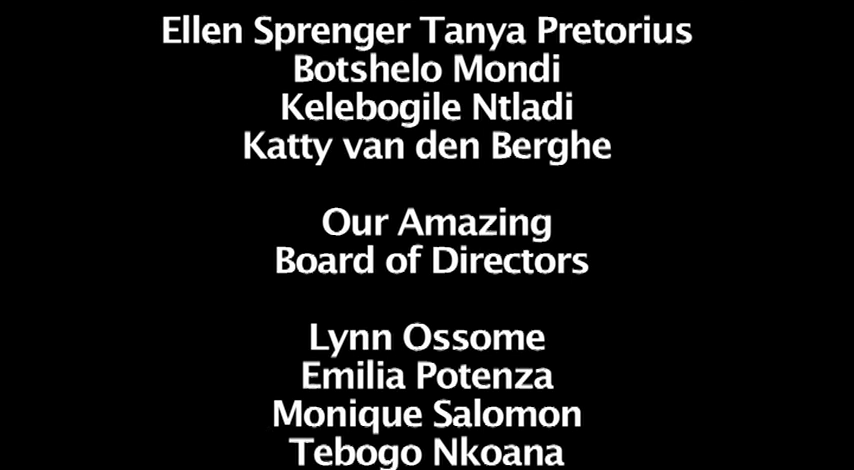 Ellen Sprenger Tanya Pretorius
Botshelo Mondi
Kelebogile Ntladi
Katty van den Berghe
Our Amazing
Board of Directors
Lynn Ossome
Emilia Potenza
Monique Salomon
Tebogo Nkoana